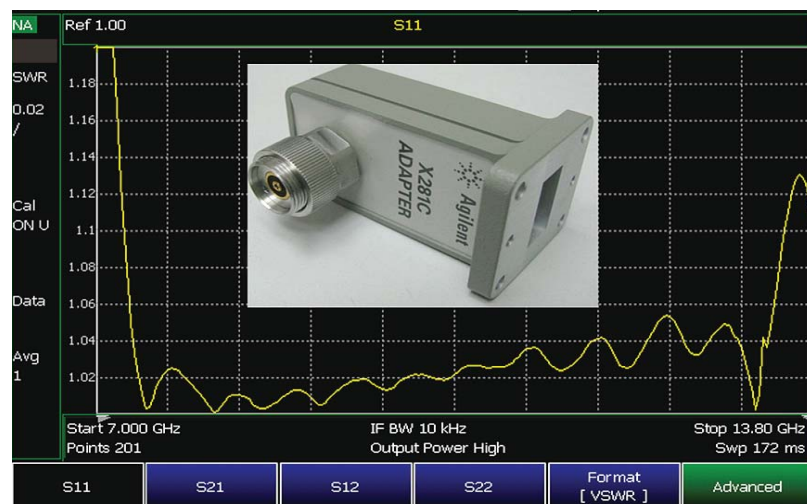 NA
Ref 1.00
S11
SWR
0.02
/
Cal
ON U
Data
Avg
1
1.18
1.16
1.14
1.12
1.1
1.08
1.06
1.04
1.02
Agilent
X281C
ADAPTER
Start 7.000 GHz
IF BW 10 kHz
Stop 13.80 GHz
Points 201
Output Power High
Swp 172 ms
S11
S21
S12
S22
Format
[ VSWR ]
Advanced